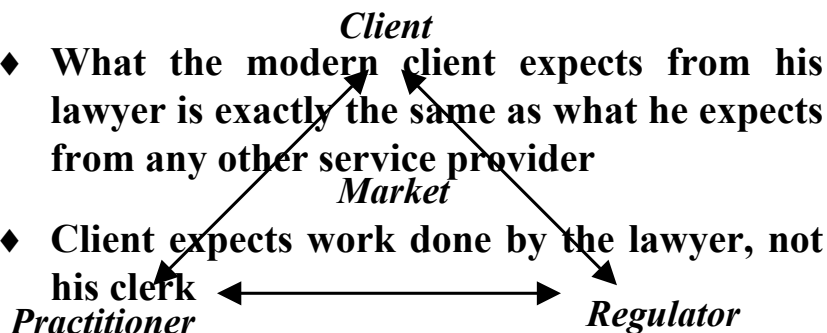 Client
♦ What the modern client expects from his
lawyer is exactly the same as what he expects
from any other service provider
Market
♦ Client expects work done by the lawyer, not
his clerk
Practitioner
Regulator